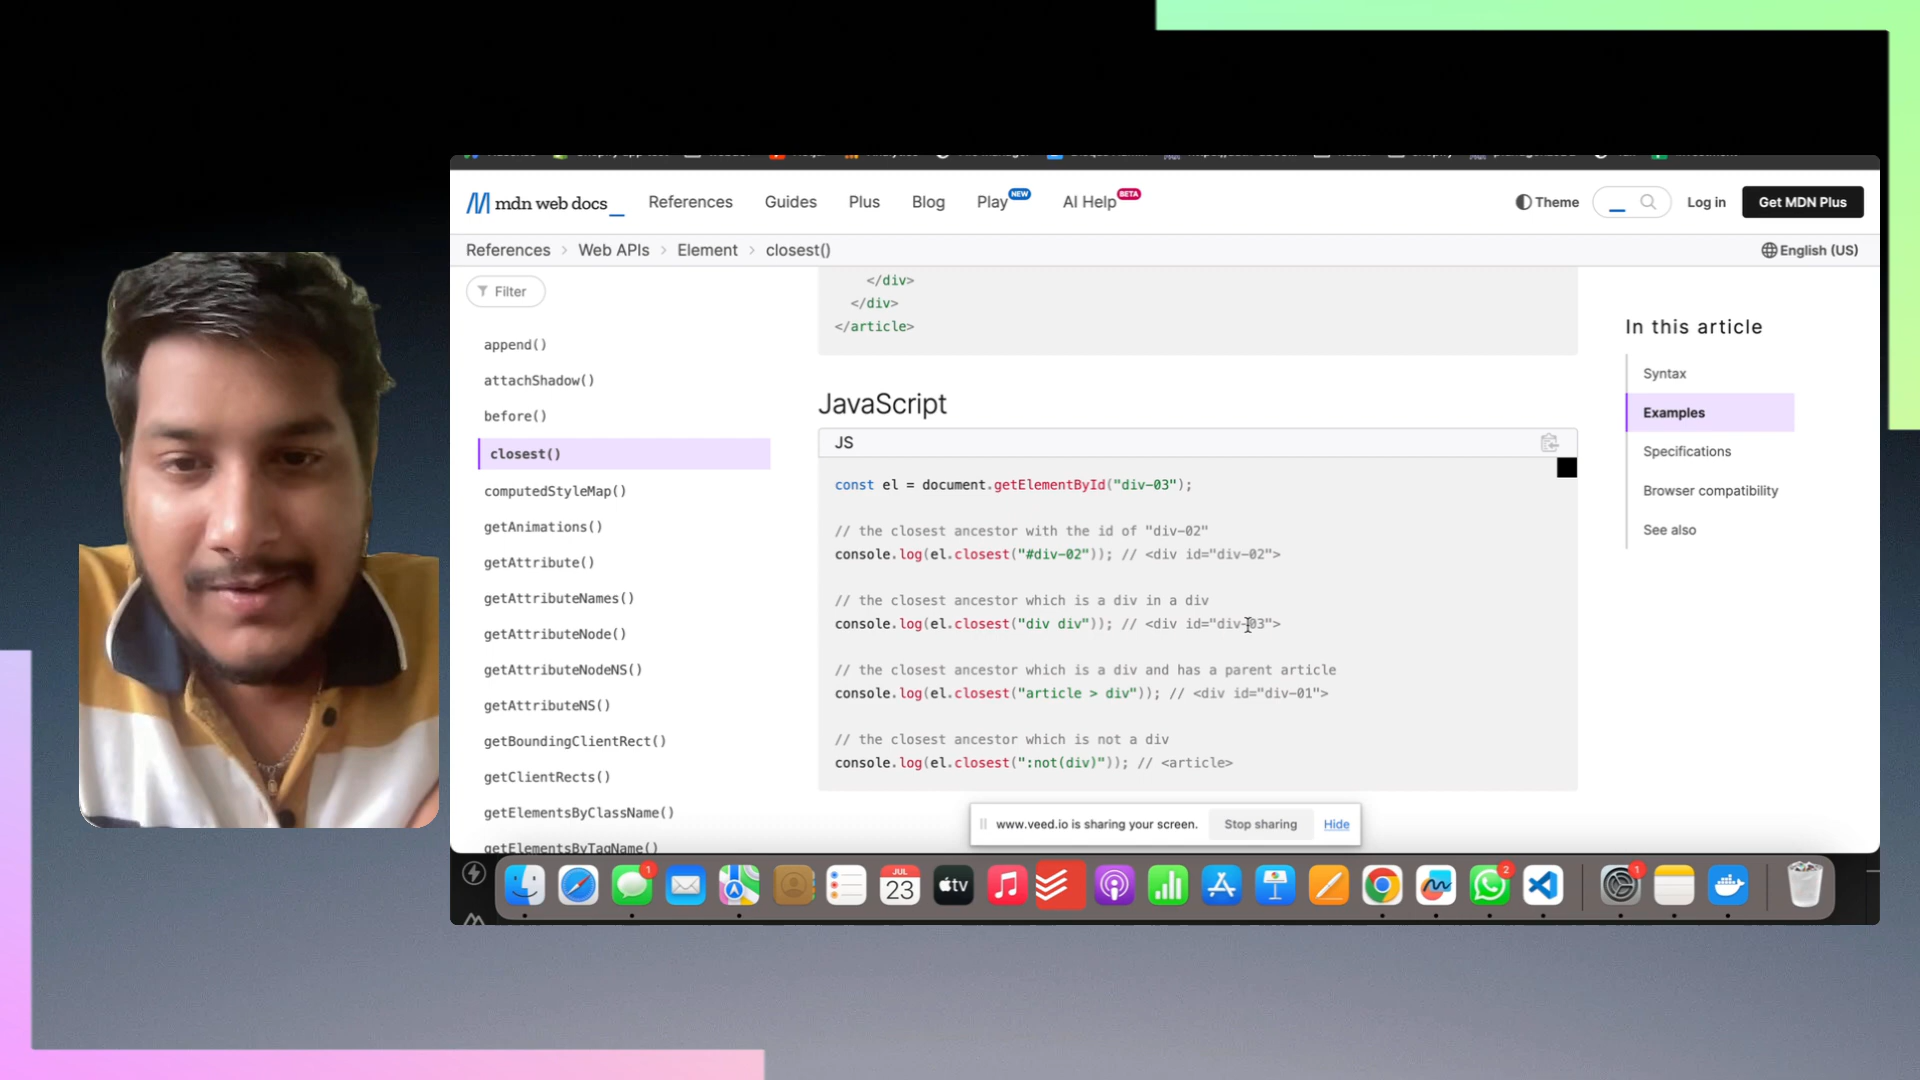 mdn web docs_
References
Guides
Plus
Blog
Play NEW
AI Help BETA
Theme
Log in
Get MDN Plus
References > Web APIs > Element > closest()
English (US)
Filter
append()
attachShadow()
before()
closest()
computedStyleMap()
getAnimations()
getAttribute()
getAttributeNames()
getAttributeNode()
getAttributeNodeNS()
getAttributeNS()
getBoundingClientRect()
getClientRects()
getElementsByClassName()
getElementsByTagName()
</div>
</div>
</article>
JavaScript
JS
const el = document.getElementById("div-03");
// the closest ancestor with the id of "div-02"
console.log(el.closest("#div-02")); // <div id="div-02">
// the closest ancestor which is a div in a div
console.log(el.closest("div div")); // <div id="div-03">
// the closest ancestor which is a div and has a parent article
console.log(el.closest("article > div")); // <div id="div-01">
// the closest ancestor which is not a div
console.log(el.closest(":not(div)")); // <article>
In this article
Syntax
Examples
Specifications
Browser compatibility
See also
www.veed.io is sharing your screen.
Stop sharing
Hide
1
JUL
23
tv
2
1